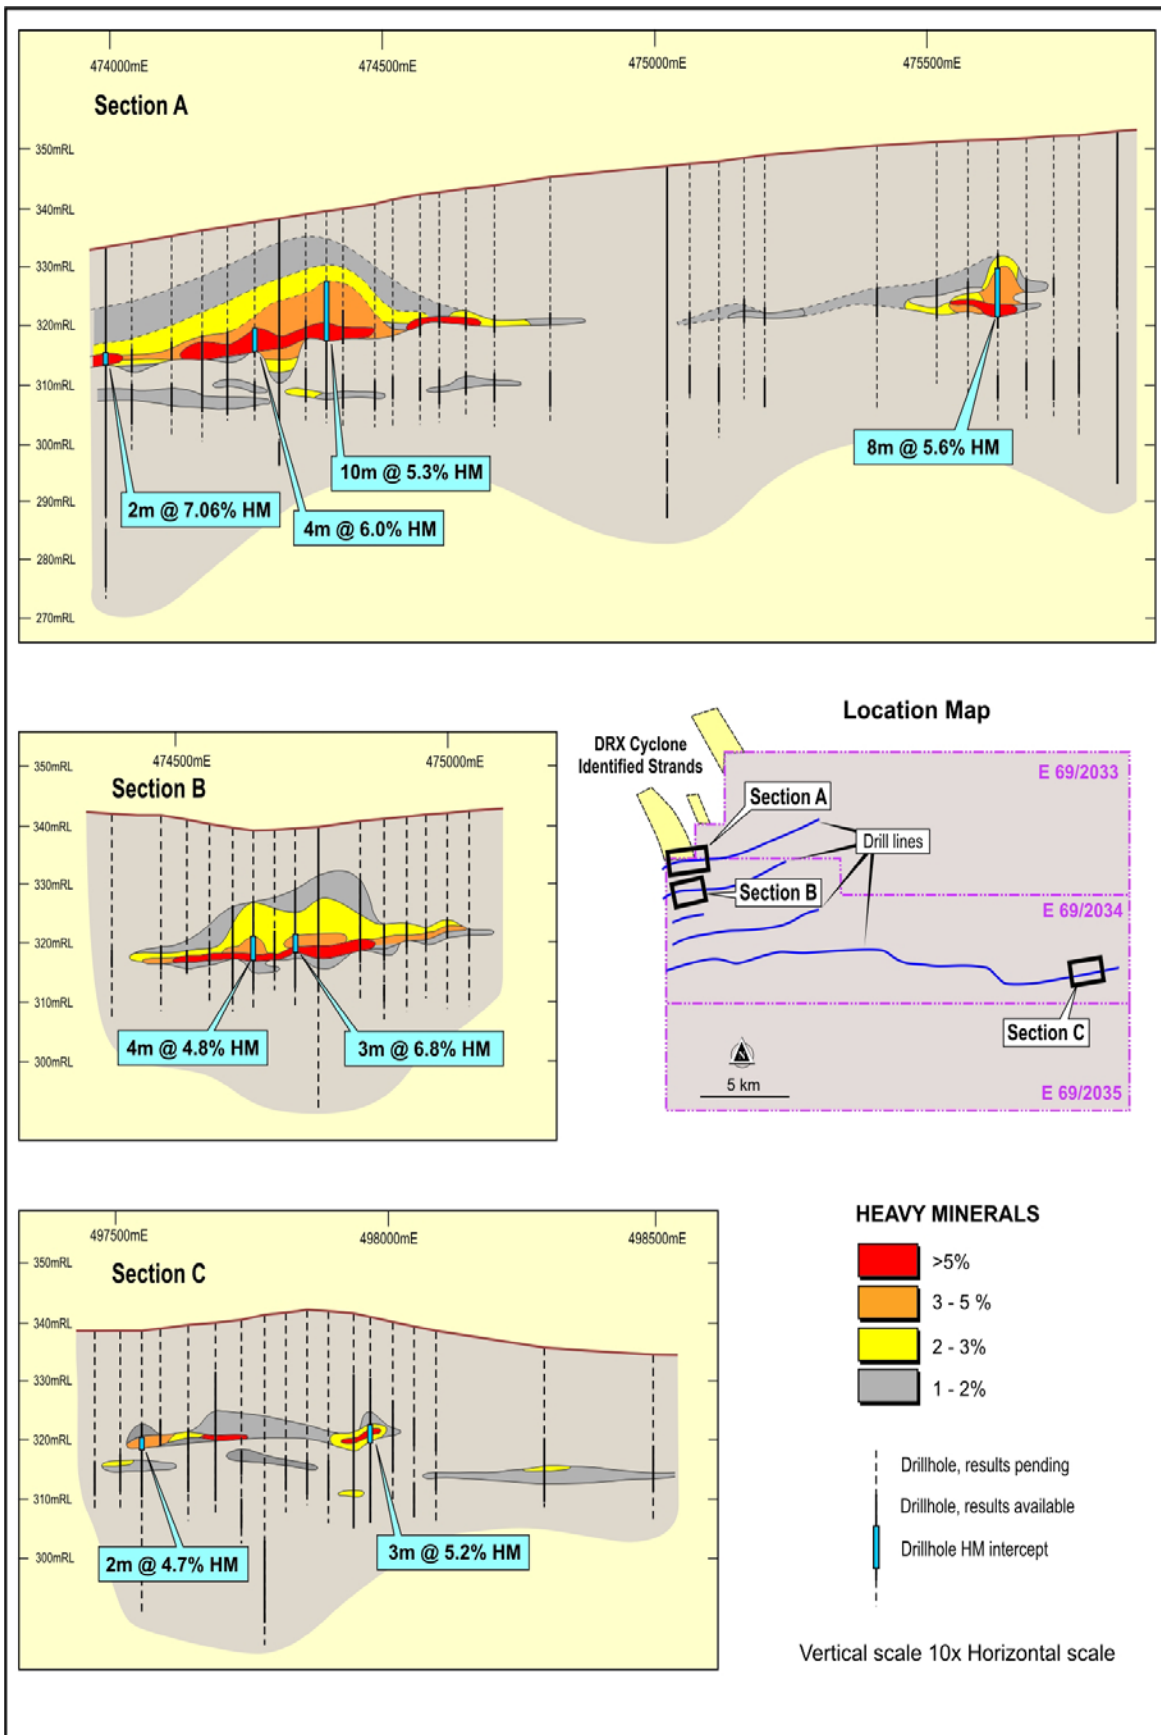 474000mE
474500mE
475000mE
475500mE
Section A
350mRL
340mRL
330mRL
320mRL
310mRL
300mRL
290mRL
280mRL
270mRL
2m @ 7.06% HM
4m @ 6.0% HM
10m @ 5.3% HM
8m @ 5.6% HM
474500mE
475000mE
Section B
350mRL
340mRL
330mRL
320mRL
310mRL
300mRL
4m @ 4.8% HM
3m @ 6.8% HM
Location Map
DRX Cyclone
Identified Strands
E 69/2033
Section A
Drill lines
Section B
E 69/2034
Section C
N
5 km
E 69/2035
497500mE
498000mE
498500mE
Section C
350mRL
340mRL
330mRL
320mRL
310mRL
300mRL
2m @ 4.7% HM
3m @ 5.2% HM
HEAVY MINERALS
>5%
3 - 5 %
2 - 3%
1 - 2%
Drillhole, results pending
Drillhole, results available
Drillhole HM intercept
Vertical scale 10x Horizontal scale